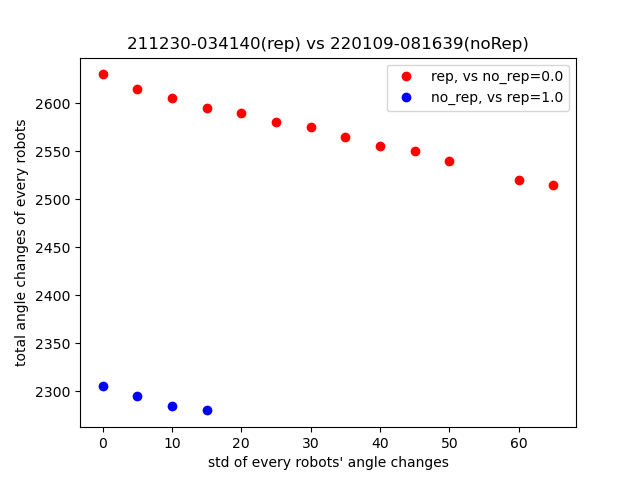 211230-034140(rep) vs 220109-081639(noRep)
rep, vs no_rep=0.0
no_rep, vs rep=1.0
total angle changes of every robots
2600
2550
2500
2450
2400
2350
2300
0 10 20 30 40 50 60
std of every robots' angle changes